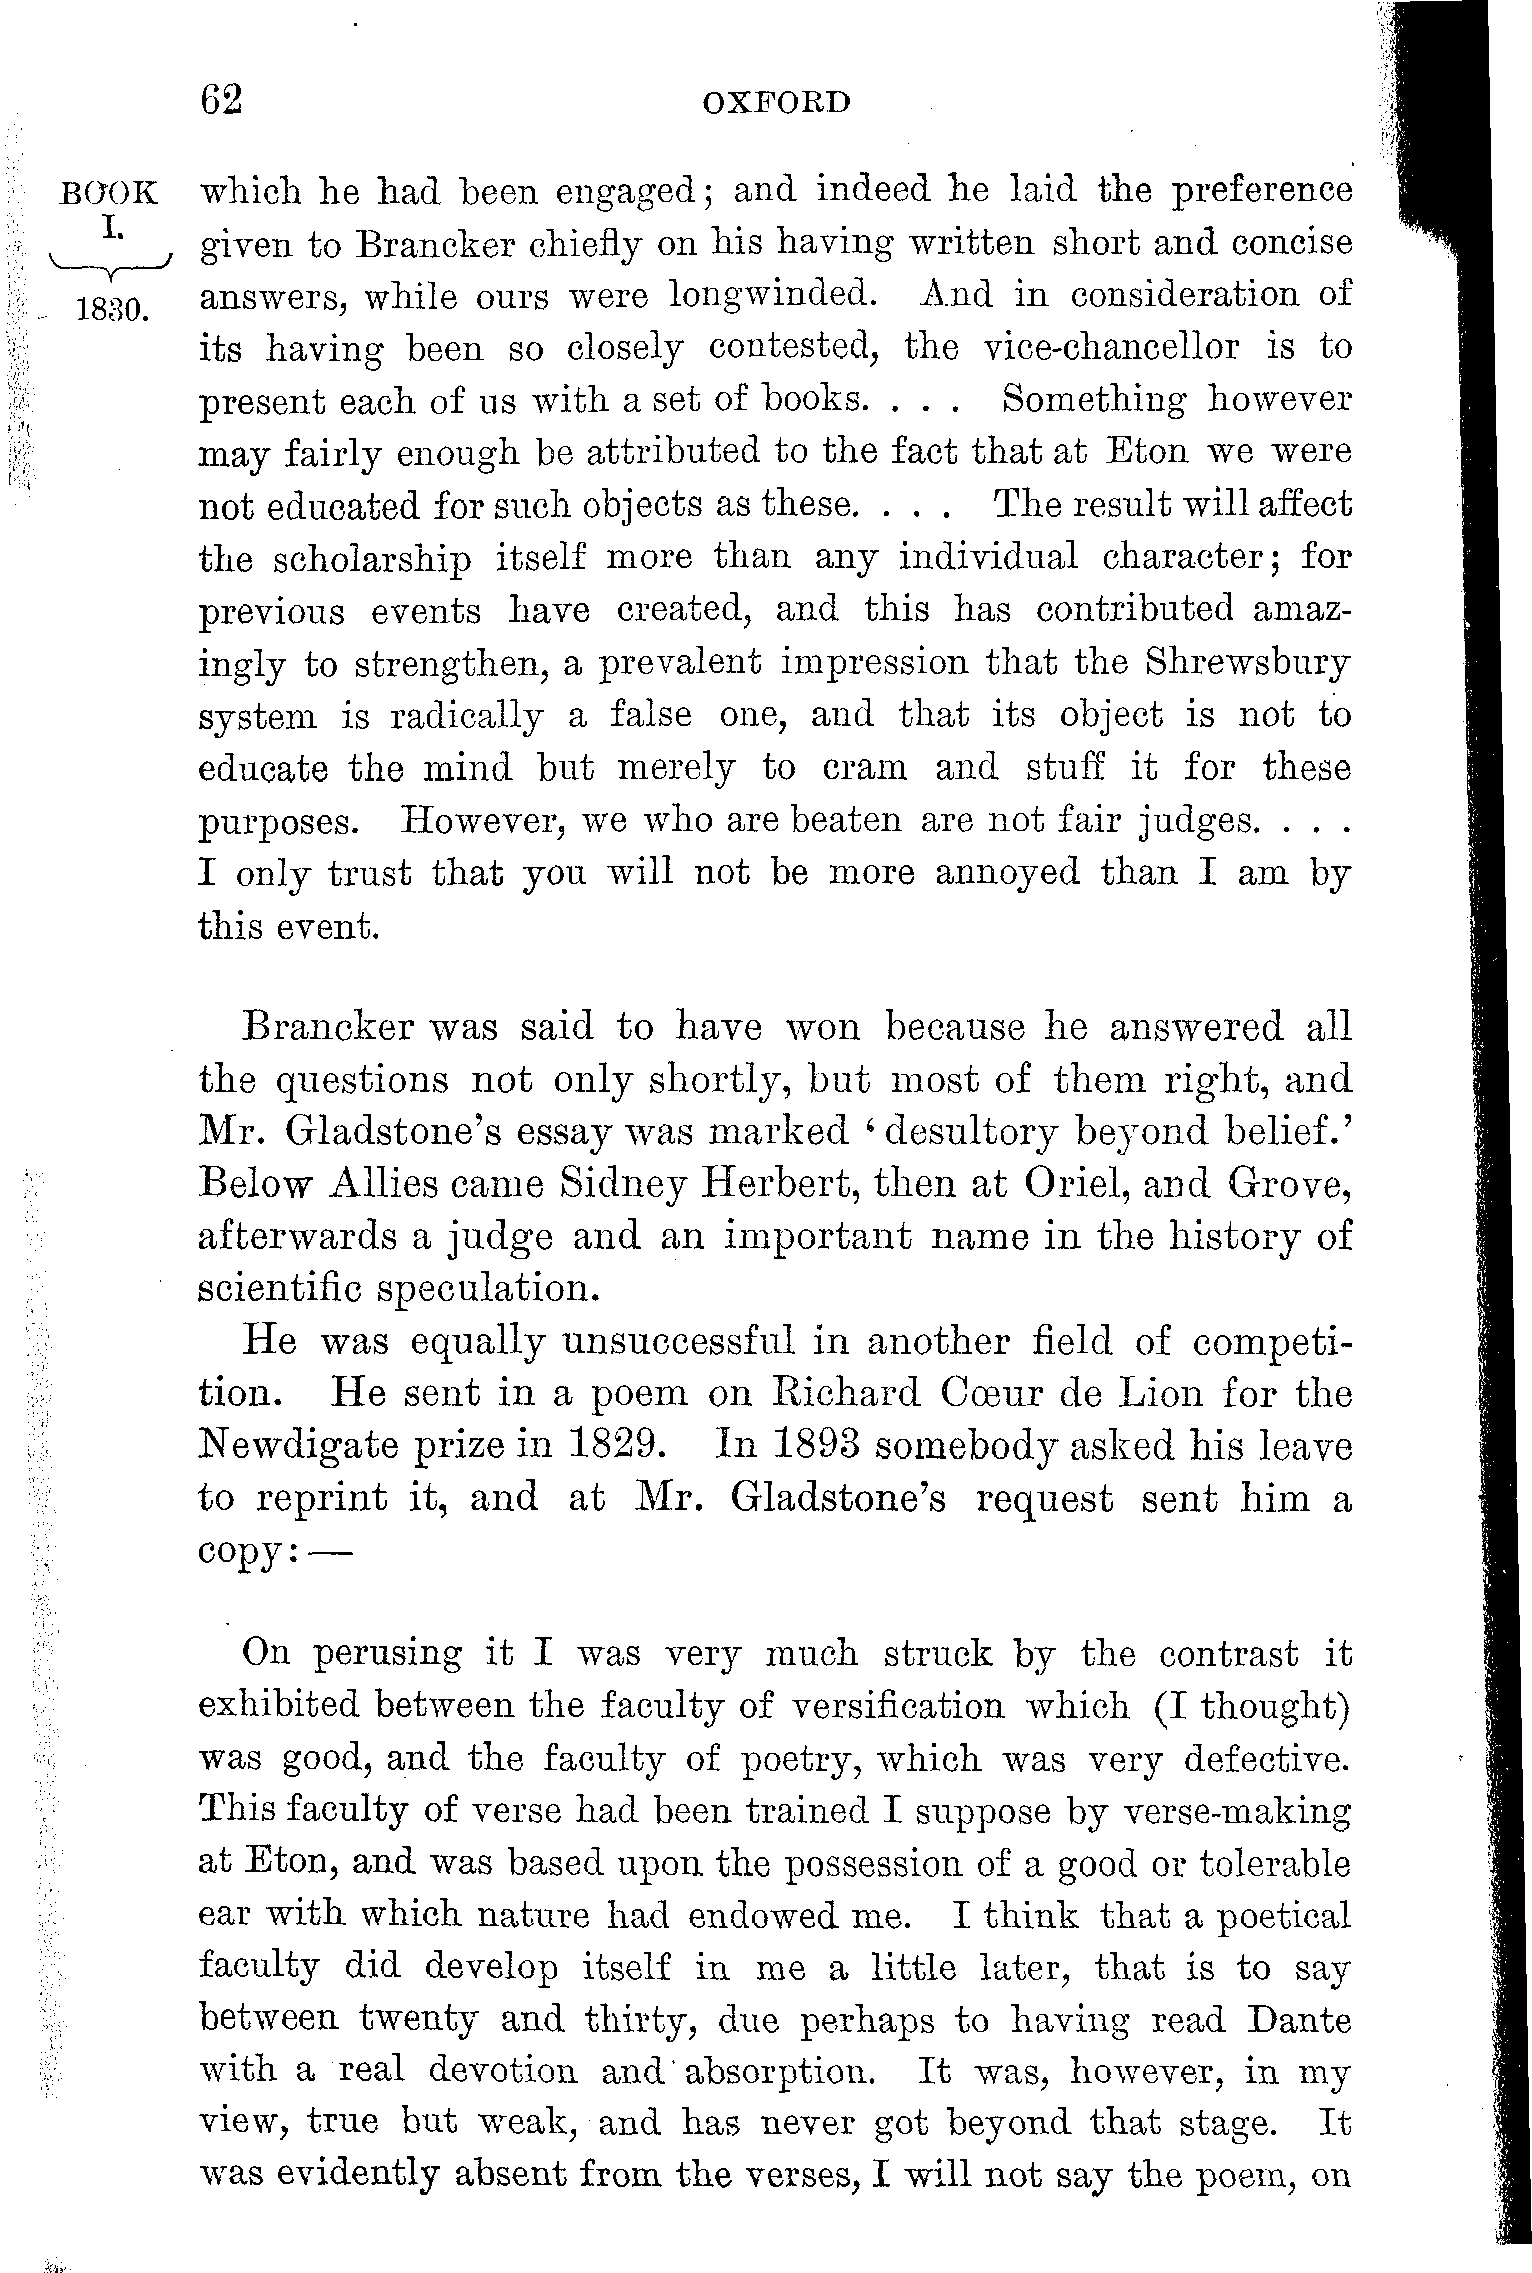 62 OXFORD
BOOK
I.
1830.
which he had been engaged; and indeed he laid the preference
given to Brancker chiefly on his having written short and concise
answers, while ours were longwinded. And in consideration of
its having been so closely contested, the vice-chancellor is to
present each of us with a set of books. . . . Something however
may fairly enough be attributed to the fact that at Eton we were
not educated for such objects as these. . . . The result will affect
the scholarship itself more than any individual character; for
previous events have created, and this has contributed amaz-
ingly to strengthen, a prevalent impression that the Shrewsbury
system is radically a false one, and that its object is not to
educate the mind but merely to cram and stuff it for these
purposes. However, we who are beaten are not fair judges. . . .
I only trust that you will not be more annoyed than I am by
this event.
Brancker was said to have won because he answered all
the questions not only shortly, but most of them right, and
Mr. Gladstone's essay was marked ‘desultory beyond belief.’
Below Allies came Sidney Herbert, then at Oriel, and Grove,
afterwards a judge and an important name in the history of
scientific speculation.
He was equally unsuccessful in another field of competi-
tion. He sent in a poem on Richard Cœur de Lion for the
Newdigate prize in 1829. In 1893 somebody asked his leave
to reprint it, and at Mr. Gladstone's request sent him a
copy: —
On perusing it I was very much struck by the contrast it
exhibited between the faculty of versification which (I thought)
was good, and the faculty of poetry, which was very defective.
This faculty of verse had been trained I suppose by verse-making
at Eton, and was based upon the possession of a good or tolerable
ear with which nature had endowed me. I think that a poetical
faculty did develop itself in me a little later, that is to say
between twenty and thirty, due perhaps to having read Dante
with a real devotion and absorption. It was, however, in my
view, true but weak, and has never got beyond that stage. It
was evidently absent from the verses, I will not say the poem, on